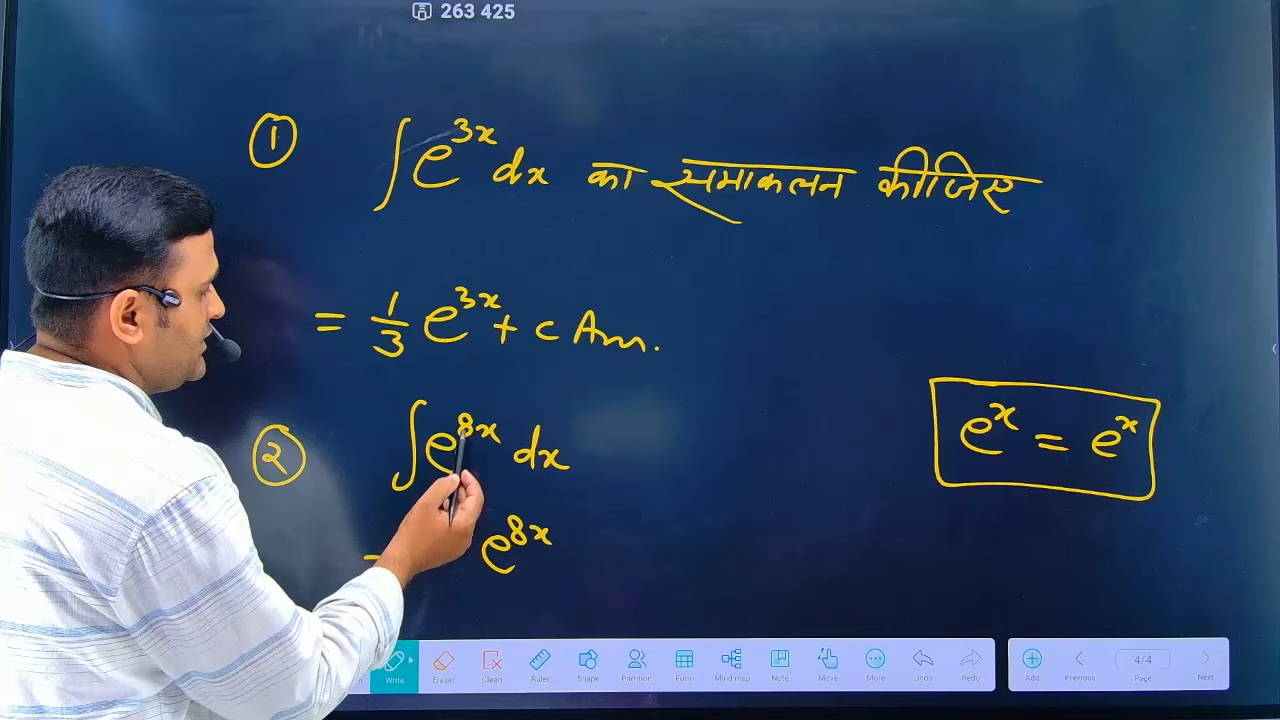 263 425
① ∫e^{3x} dx का समाकलन कीजिए
= 1/3 e^{3x} + c Ans.
② ∫e^{8x} dx
e^x = e^x
= e^{8x}
Write Eraser Clean Ruler Shape Partition Form Mind map Note Move More Undo Redo Add Previous 4/4 Page Next